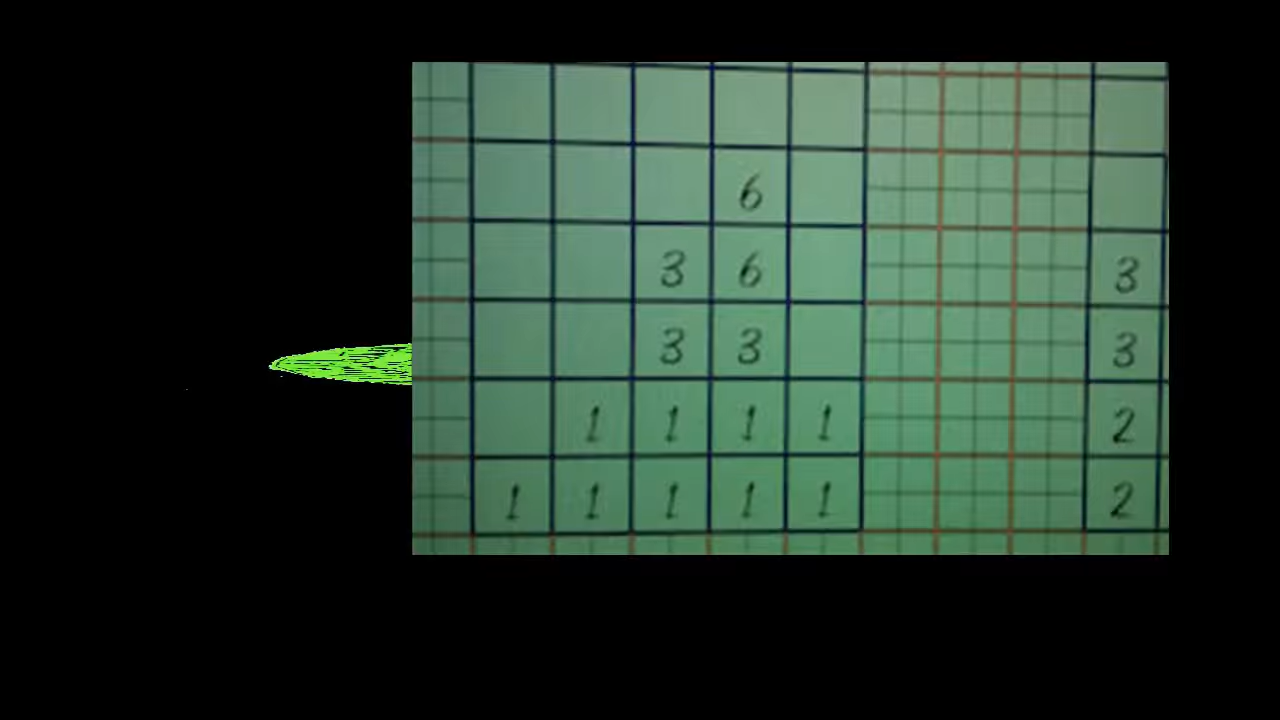 6
3 6 3
3 3 3
1 1 1 1 2
1 1 1 1 1 2